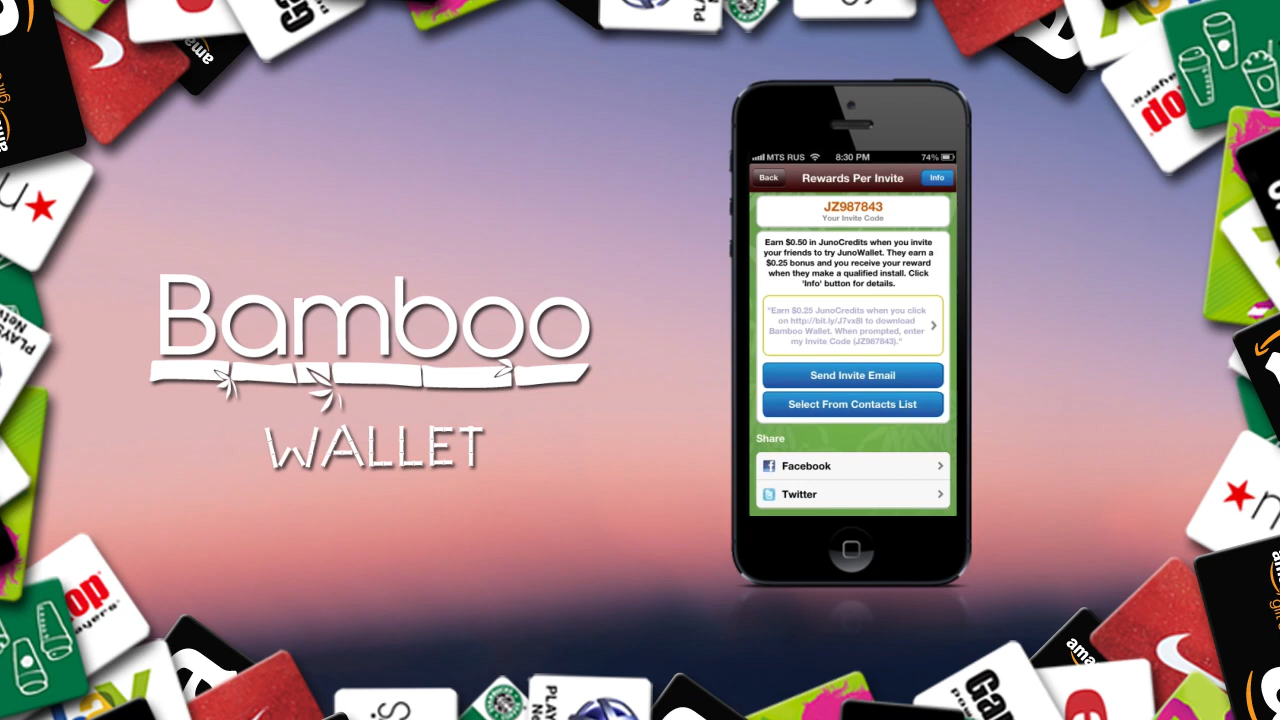 Bamboo
WALLET
MTS RUS
8:30 PM
74%
Back
Rewards Per Invite
Info
JZ987843
Your Invite Code
Earn $0.50 in JunoCredits when you invite
your friends to try JunoWallet. They earn a
$0.25 bonus and you receive your reward
when they make a qualified install. Click
'Info' button for details.
"Earn $0.25 JunoCredits when you click
on http://bit.ly/J7vx8I to download
Bamboo Wallet. When prompted, enter
my Invite Code (JZ987843)."
Send Invite Email
Select From Contacts List
Share
Facebook
Twitter